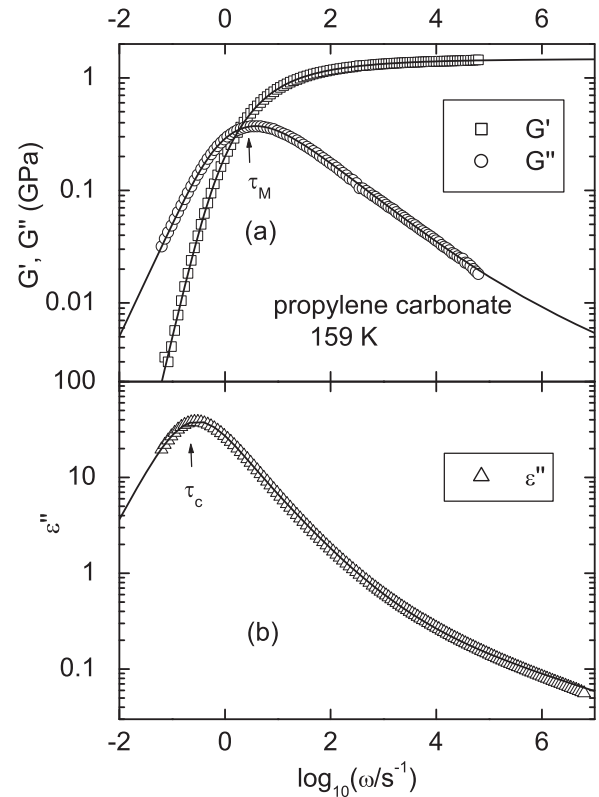 -2 0 2 4 6
1
0.1
0.01
G', G" (GPa)
G'
G"
τM
(a)
propylene carbonate
159 K
100
10
1
0.1
ε"
ε"
τc
(b)
-2 0 2 4 6
log10(ω/s-1)